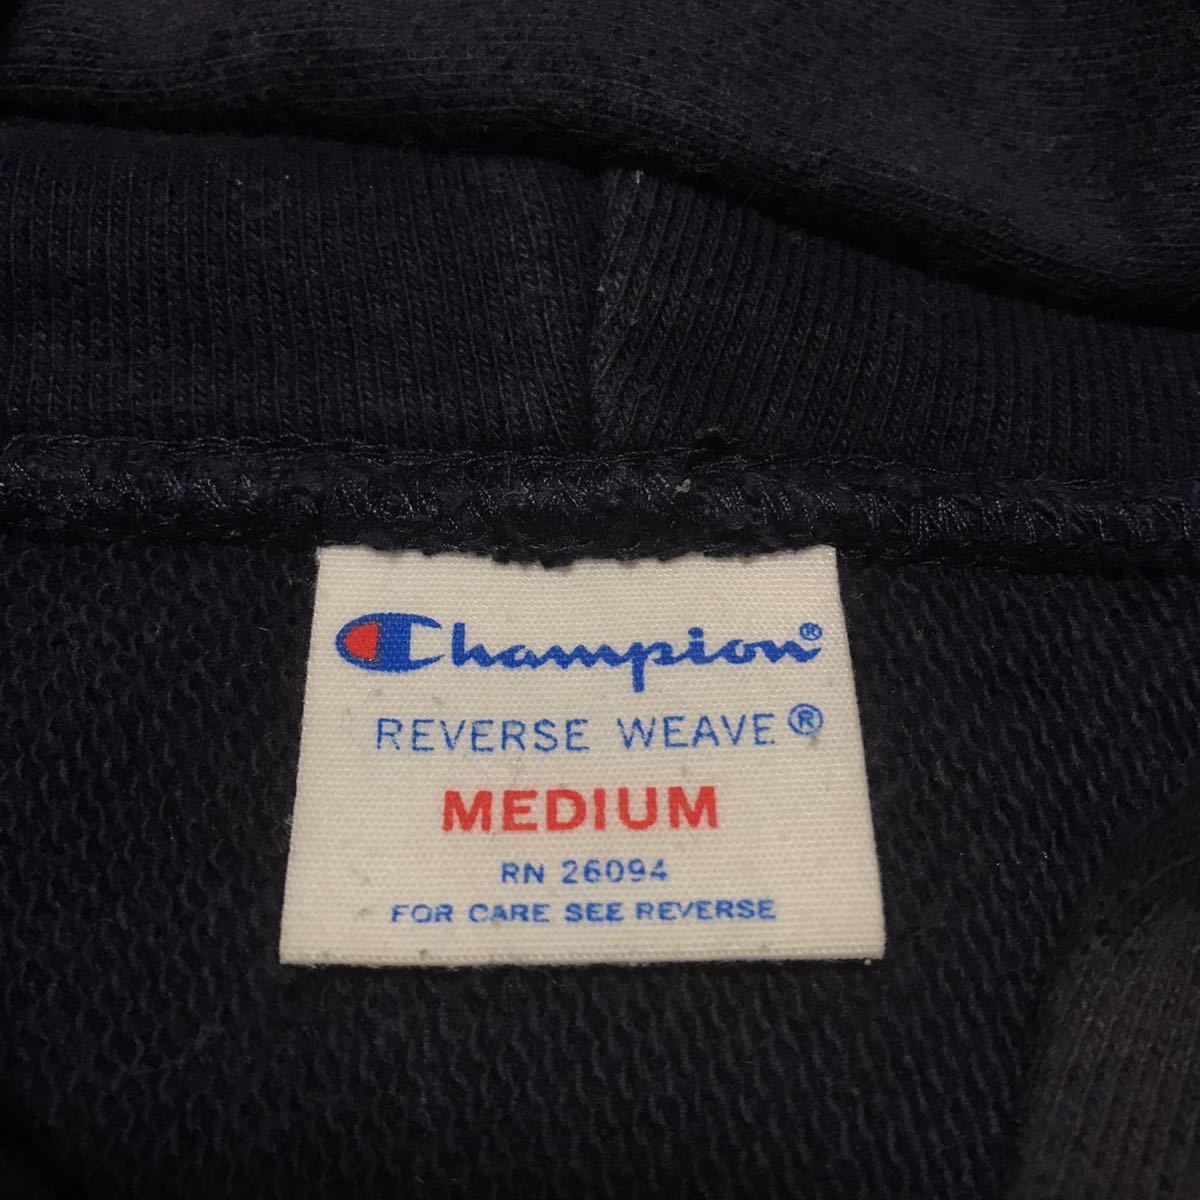 Champion®
REVERSE WEAVE®
MEDIUM
RN 26094
FOR CARE SEE REVERSE